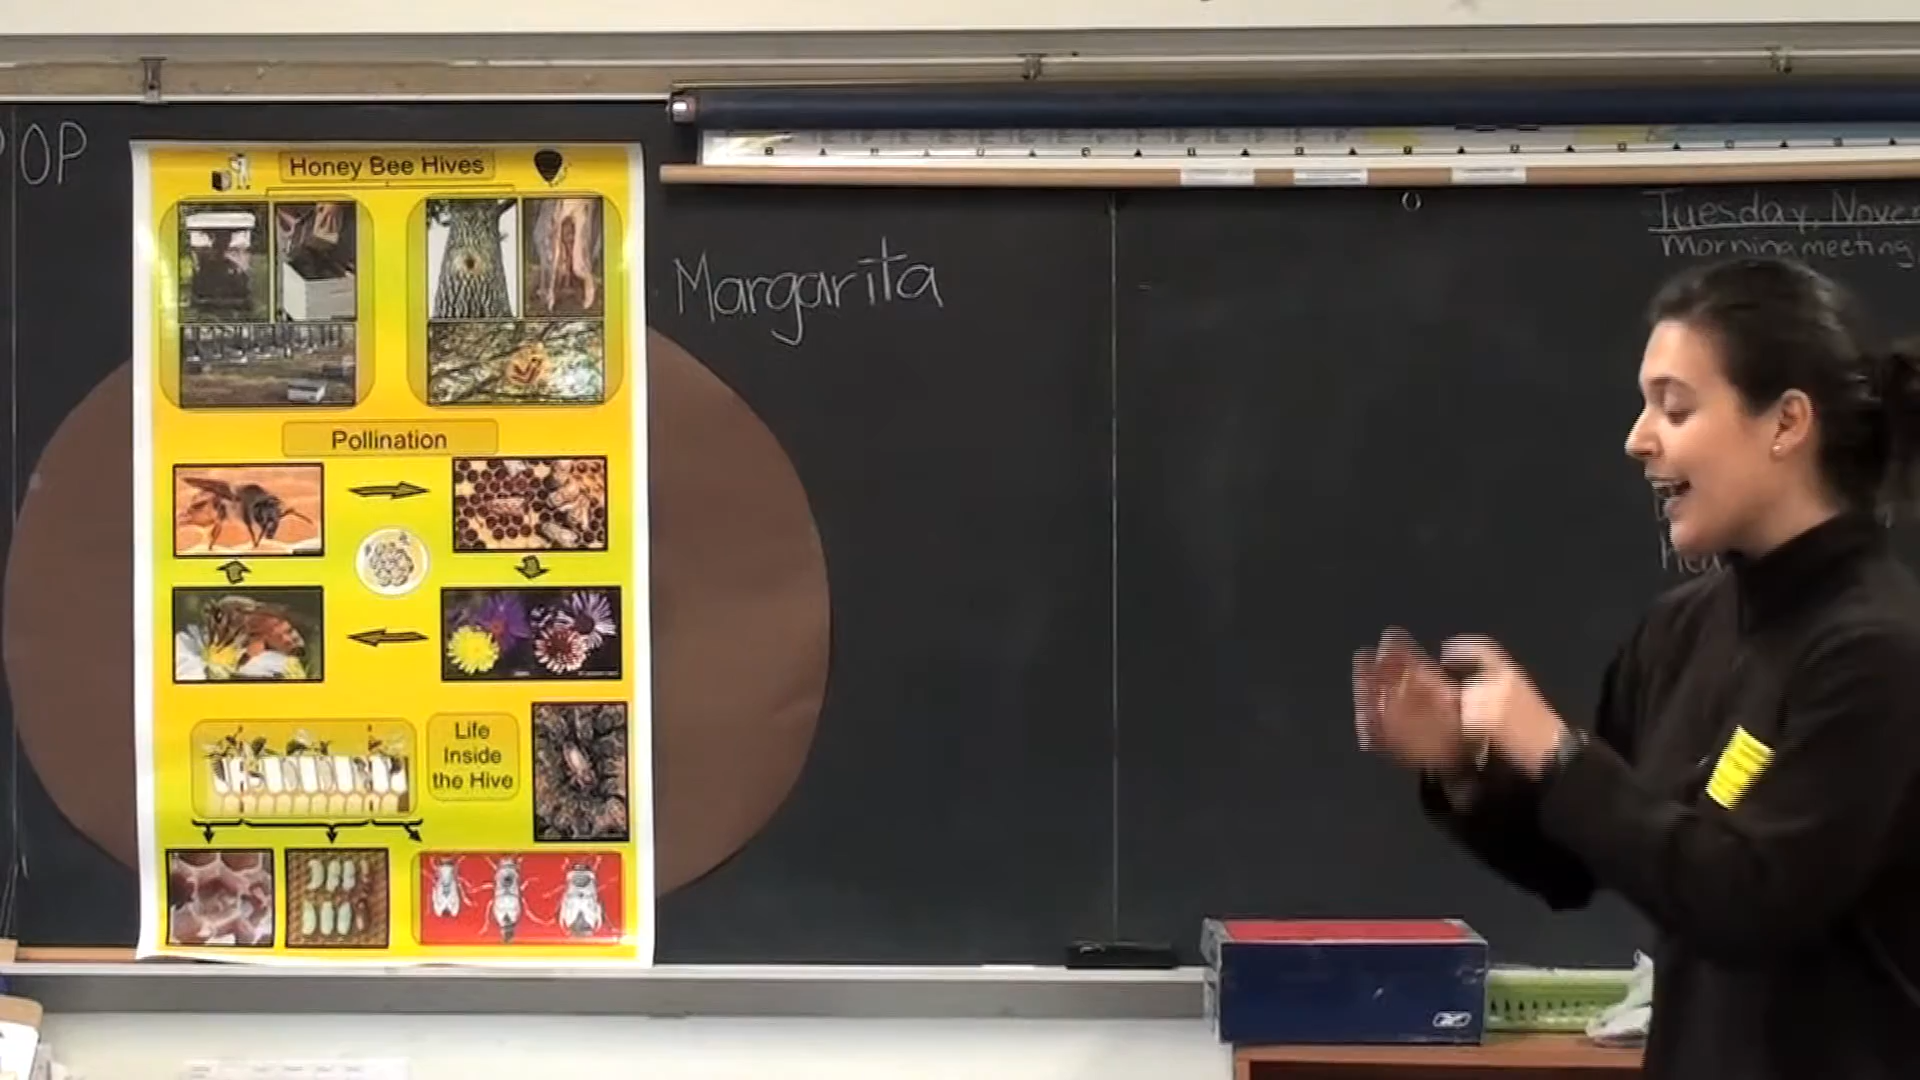 OP
Honey Bee Hives
Pollination
Life
Inside
the Hive
Margarita
Tuesday, Nove
Morning meeting